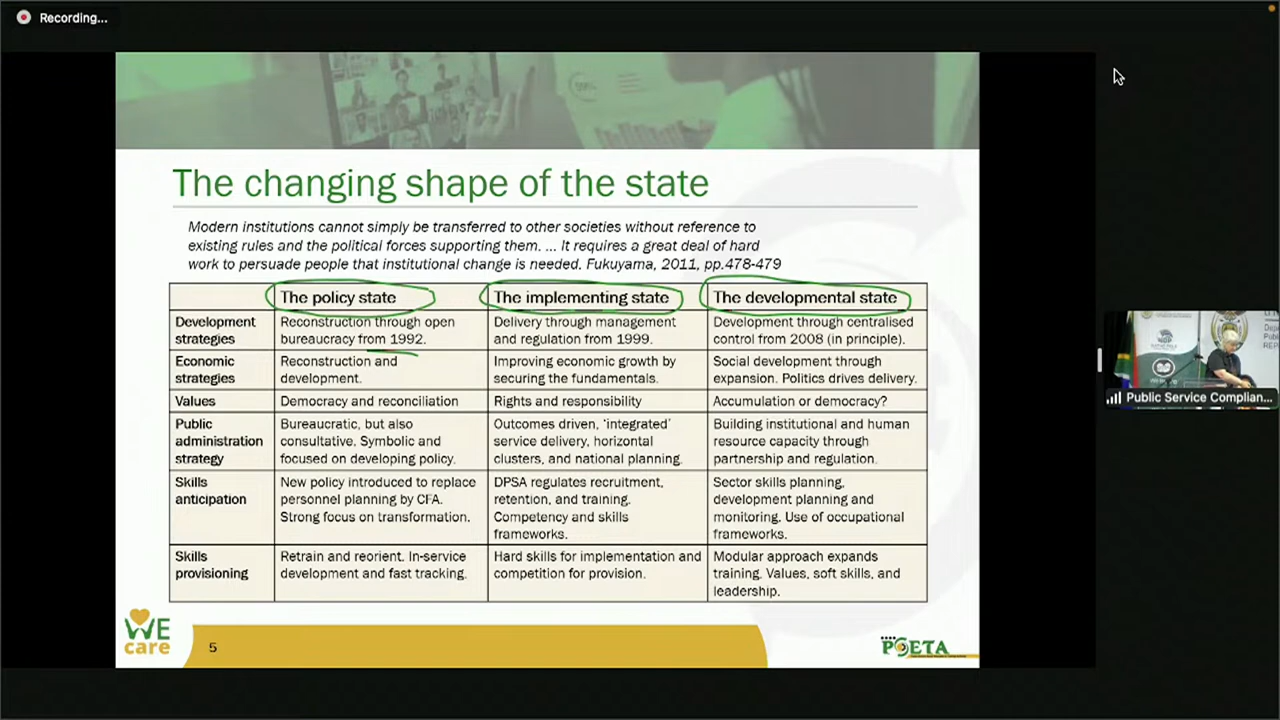 Recording...
The changing shape of the state
Modern institutions cannot simply be transferred to other societies without reference to
existing rules and the political forces supporting them. ... It requires a great deal of hard
work to persuade people that institutional change is needed. Fukuyama, 2011, pp.478-479
The policy state
The implementing state
The developmental state
Development
strategies
Reconstruction through open
bureaucracy from 1992.
Delivery through management
and regulation from 1999.
Development through centralised
control from 2008 (in principle).
Economic
strategies
Reconstruction and
development.
Improving economic growth by
securing the fundamentals.
Social development through
expansion. Politics drives delivery.
Values
Democracy and reconciliation
Rights and responsibility
Accumulation or democracy?
Public
administration
strategy
Bureaucratic, but also
consultative. Symbolic and
focused on developing policy.
Outcomes driven, ‘integrated’
service delivery, horizontal
clusters, and national planning.
Building institutional and human
resource capacity through
partnership and regulation.
Skills
anticipation
New policy introduced to replace
personnel planning by CFA.
Strong focus on transformation.
DPSA regulates recruitment,
retention, and training.
Competency and skills
frameworks.
Sector skills planning,
development planning and
monitoring. Use of occupational
frameworks.
Skills
provisioning
Retrain and reorient. In-service
development and fast tracking.
Hard skills for implementation and
competition for provision.
Modular approach expands
training. Values, soft skills, and
leadership.
WE
care
5
PSETA
Public Service Complian...